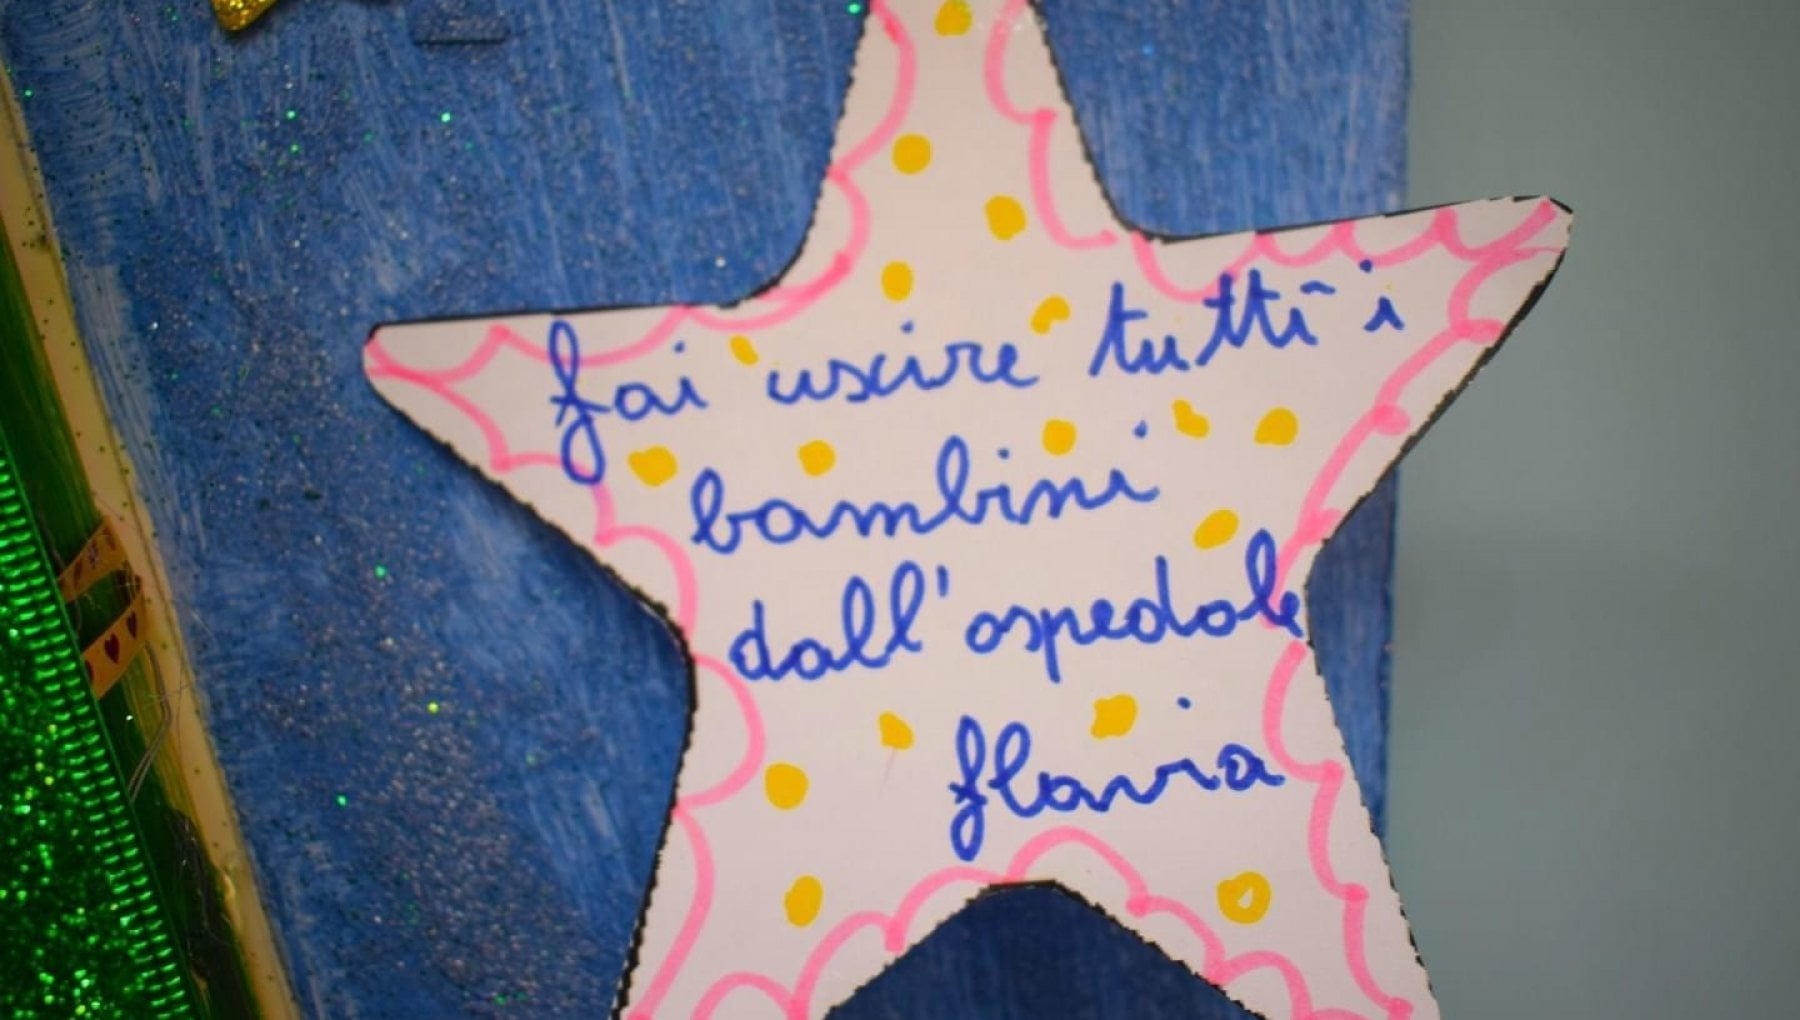 fai uscire tutti i
bambini
dall'ospedale
flavia